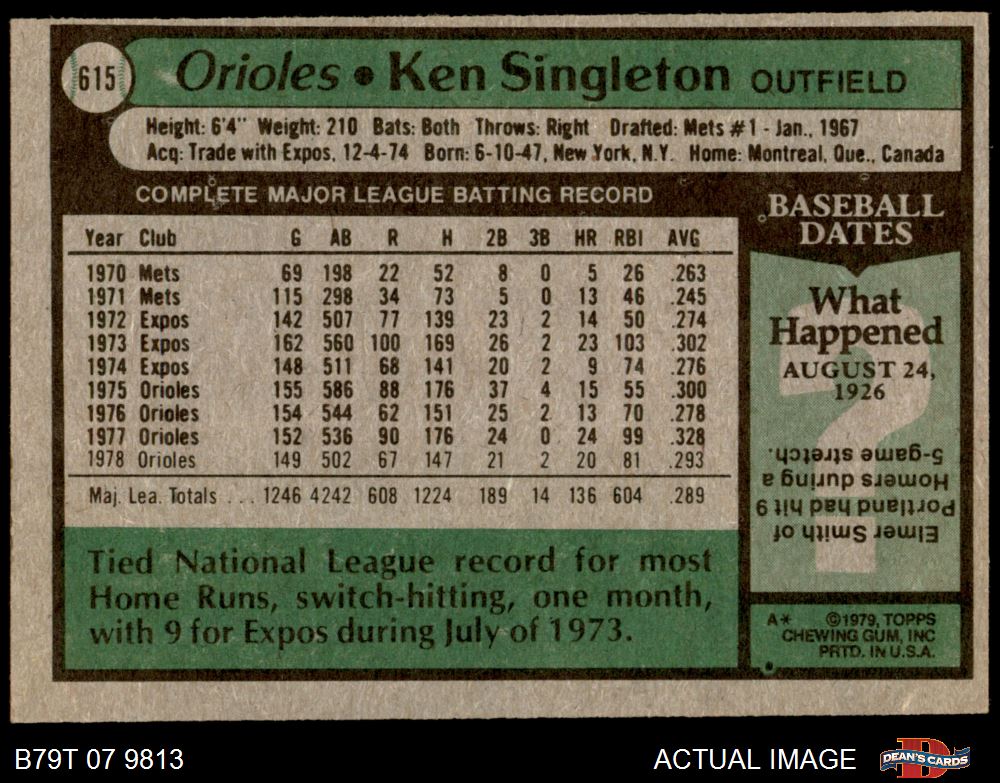 615 Orioles • Ken Singleton OUTFIELD
Height: 6'4" Weight: 210 Bats: Both Throws: Right Drafted: Mets #1 - Jan., 1967
Acq: Trade with Expos, 12-4-74 Born: 6-10-47, New York, N.Y. Home: Montreal, Que., Canada
COMPLETE MAJOR LEAGUE BATTING RECORD
Year Club G AB R H 2B 3B HR RBI AVG
1970 Mets 69 198 22 52 8 0 5 26 .263
1971 Mets 115 298 34 73 5 0 13 46 .245
1972 Expos 142 507 77 139 23 2 14 50 .274
1973 Expos 162 560 100 169 26 2 23 103 .302
1974 Expos 148 511 68 141 20 2 9 74 .276
1975 Orioles 155 586 88 176 37 4 15 55 .300
1976 Orioles 154 544 62 151 25 2 13 70 .278
1977 Orioles 152 536 90 176 24 0 24 99 .328
1978 Orioles 149 502 67 147 21 2 20 81 .293
Maj. Lea. Totals ... 1246 4242 608 1224 189 14 136 604 .289
Tied National League record for most
Home Runs, switch-hitting, one month,
with 9 for Expos during July of 1973.
BASEBALL
DATES
What
Happened
AUGUST 24,
1926
?
Elmer Smith of
Portland had hit 9
Homers during a
5-game stretch.
A* ©1979, TOPPS
CHEWING GUM, INC
PRTD. IN U.S.A.
B79T 07 9813
ACTUAL IMAGE
D
DEAN'S CARDS